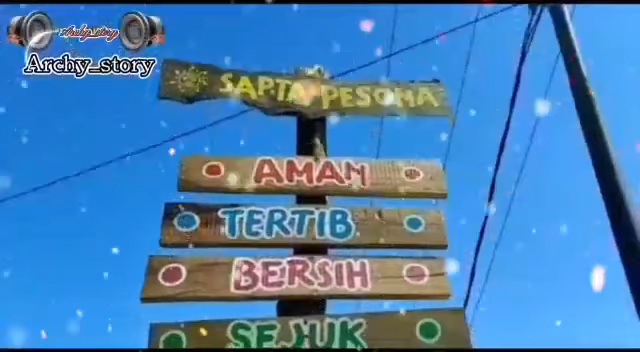 Archy_story
Archy_story
SAPTA PESONA
AMAN
TERTIB
BERSIH
SEJUK